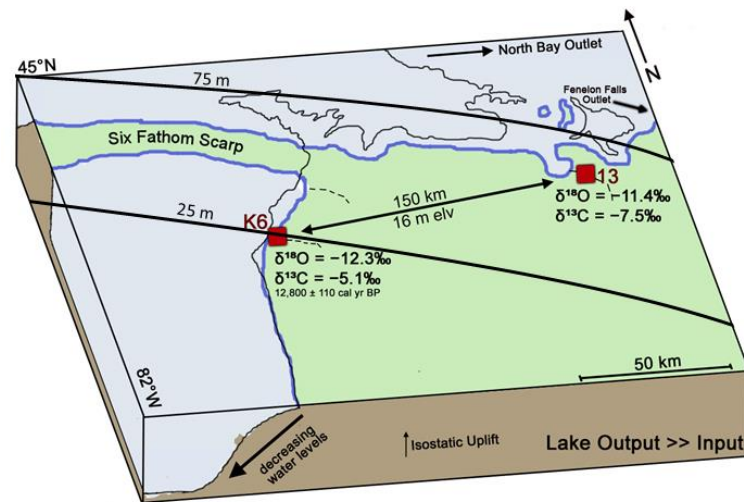 North Bay Outlet
N
45°N
75 m
Fenelon Falls
Outlet
Six Fathom Scarp
13
150 km
16 m elv
δ¹⁸O = −11.4‰
δ¹³C = −7.5‰
25 m
K6
δ¹⁸O = −12.3‰
δ¹³C = −5.1‰
12,800 ± 110 cal yr BP
50 km
82°W
decreasing
water levels
Isostatic Uplift
Lake Output >> Input